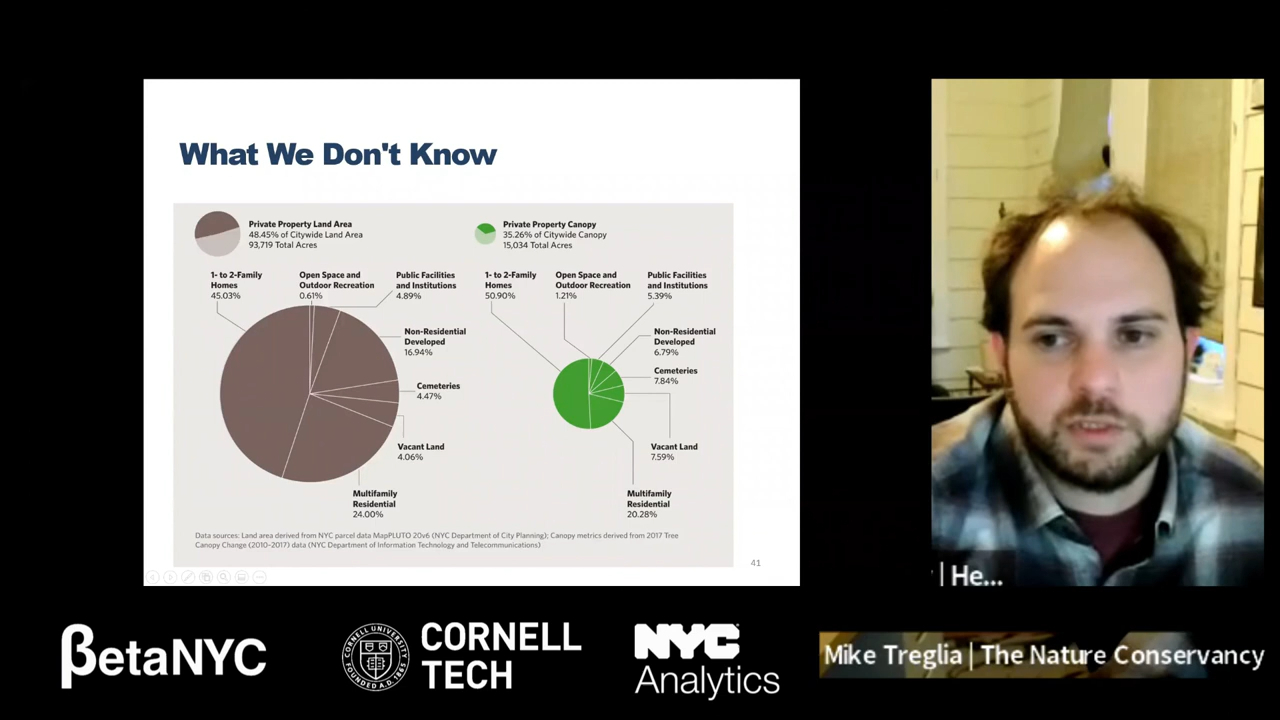 What We Don't Know
Private Property Land Area
48.45% of Citywide Land Area
93,719 Total Acres
Private Property Canopy
35.26% of Citywide Canopy
15,034 Total Acres
1- to 2-Family
Homes
45.03%
Open Space and
Outdoor Recreation
0.61%
Public Facilities
and Institutions
4.89%
Non-Residential
Developed
16.94%
Cemeteries
4.47%
Vacant Land
4.06%
Multifamily
Residential
24.00%
1- to 2-Family
Homes
50.90%
Open Space and
Outdoor Recreation
1.21%
Public Facilities
and Institutions
5.39%
Non-Residential
Developed
6.79%
Cemeteries
7.84%
Vacant Land
7.59%
Multifamily
Residential
20.28%
Data sources: Land area derived from NYC parcel data MapPLUTO 20v6 (NYC Department of City Planning); Canopy metrics derived from 2017 Tree
Canopy Change (2010–2017) data (NYC Department of Information Technology and Telecommunications)
41
| He...
βetaNYC
CORNELL
TECH
NYC
Analytics
Mike Treglia | The Nature Conservancy